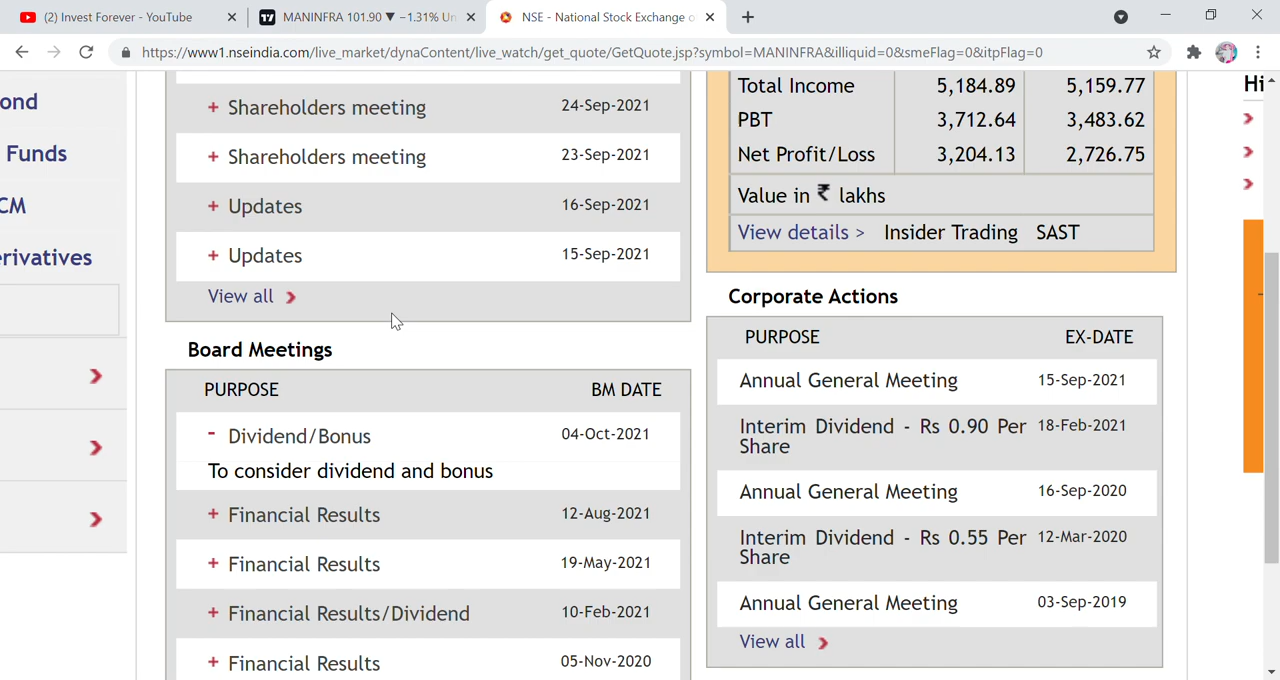 (2) Invest Forever - YouTube
MANINFRA 101.90 ▼ −1.31% Un
NSE - National Stock Exchange o
https://www1.nseindia.com/live_market/dynaContent/live_watch/get_quote/GetQuote.jsp?symbol=MANINFRA&illiquid=0&smeFlag=0&itpFlag=0
ond
Funds
CM
erivatives
+ Shareholders meeting 24-Sep-2021
+ Shareholders meeting 23-Sep-2021
+ Updates 16-Sep-2021
+ Updates 15-Sep-2021
View all
Board Meetings
PURPOSE BM DATE
- Dividend/Bonus 04-Oct-2021
To consider dividend and bonus
+ Financial Results 12-Aug-2021
+ Financial Results 19-May-2021
+ Financial Results/Dividend 10-Feb-2021
+ Financial Results 05-Nov-2020
Total Income 5,184.89 5,159.77
PBT 3,712.64 3,483.62
Net Profit/Loss 3,204.13 2,726.75
Value in ₹ lakhs
View details > Insider Trading SAST
Corporate Actions
PURPOSE EX-DATE
Annual General Meeting 15-Sep-2021
Interim Dividend - Rs 0.90 Per 18-Feb-2021
Share
Annual General Meeting 16-Sep-2020
Interim Dividend - Rs 0.55 Per 12-Mar-2020
Share
Annual General Meeting 03-Sep-2019
View all
Hi